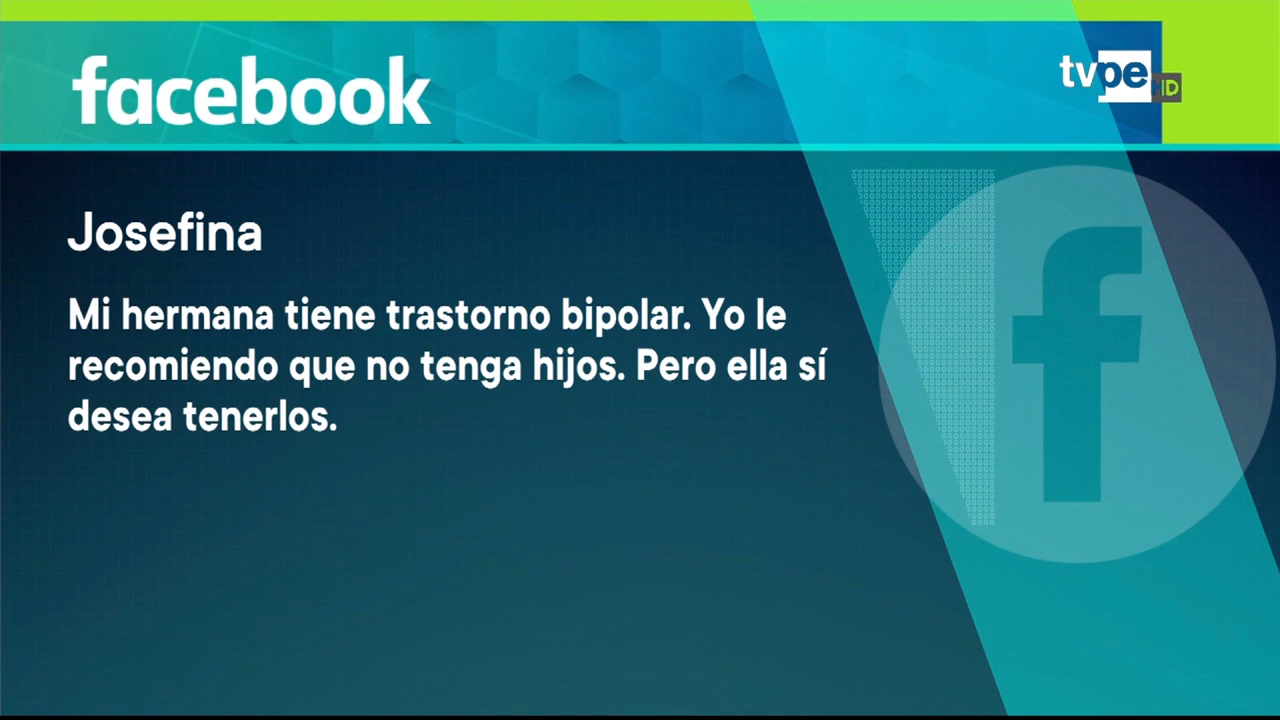 facebook
tvpe HD
Josefina
Mi hermana tiene trastorno bipolar. Yo le
recomiendo que no tenga hijos. Pero ella sí
desea tenerlos.